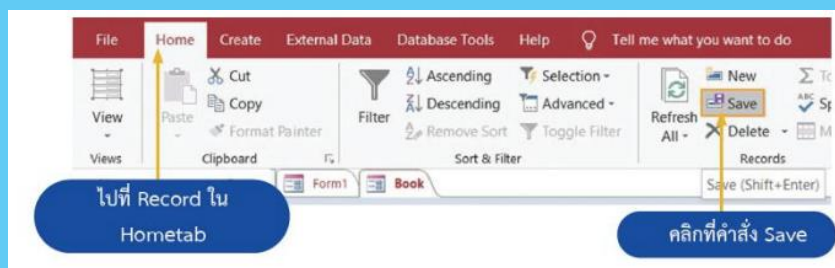 File Home Create External Data Database Tools Help Tell me what you want to do
View
Views
Paste
Cut
Copy
Format Painter
Clipboard
Filter
Ascending
Descending
Remove Sort
Selection
Advanced
Toggle Filter
Sort & Filter
Refresh
All
New
Save
Delete
Records
Form1 Book
Save (Shift+Enter)
ไปที่ Record ใน
Hometab
คลิกที่คำสั่ง Save